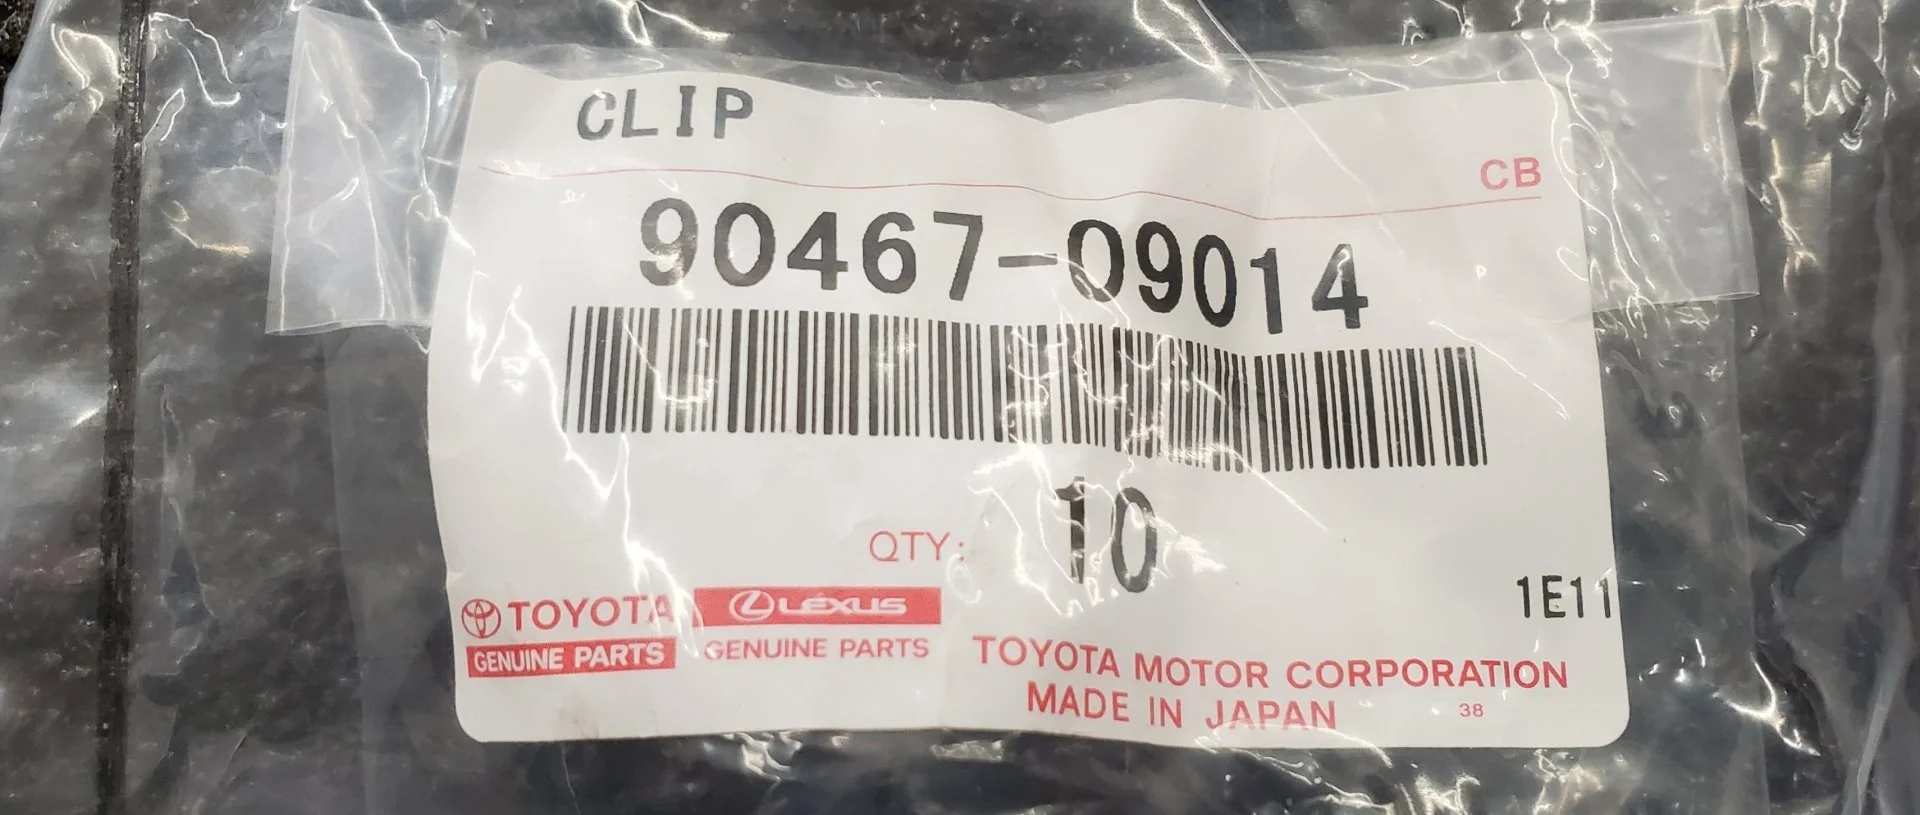 CLIP
CB
90467-09014
QTY: 10
1E11
TOYOTA
GENUINE PARTS
LEXUS
GENUINE PARTS
TOYOTA MOTOR CORPORATION
MADE IN JAPAN
38